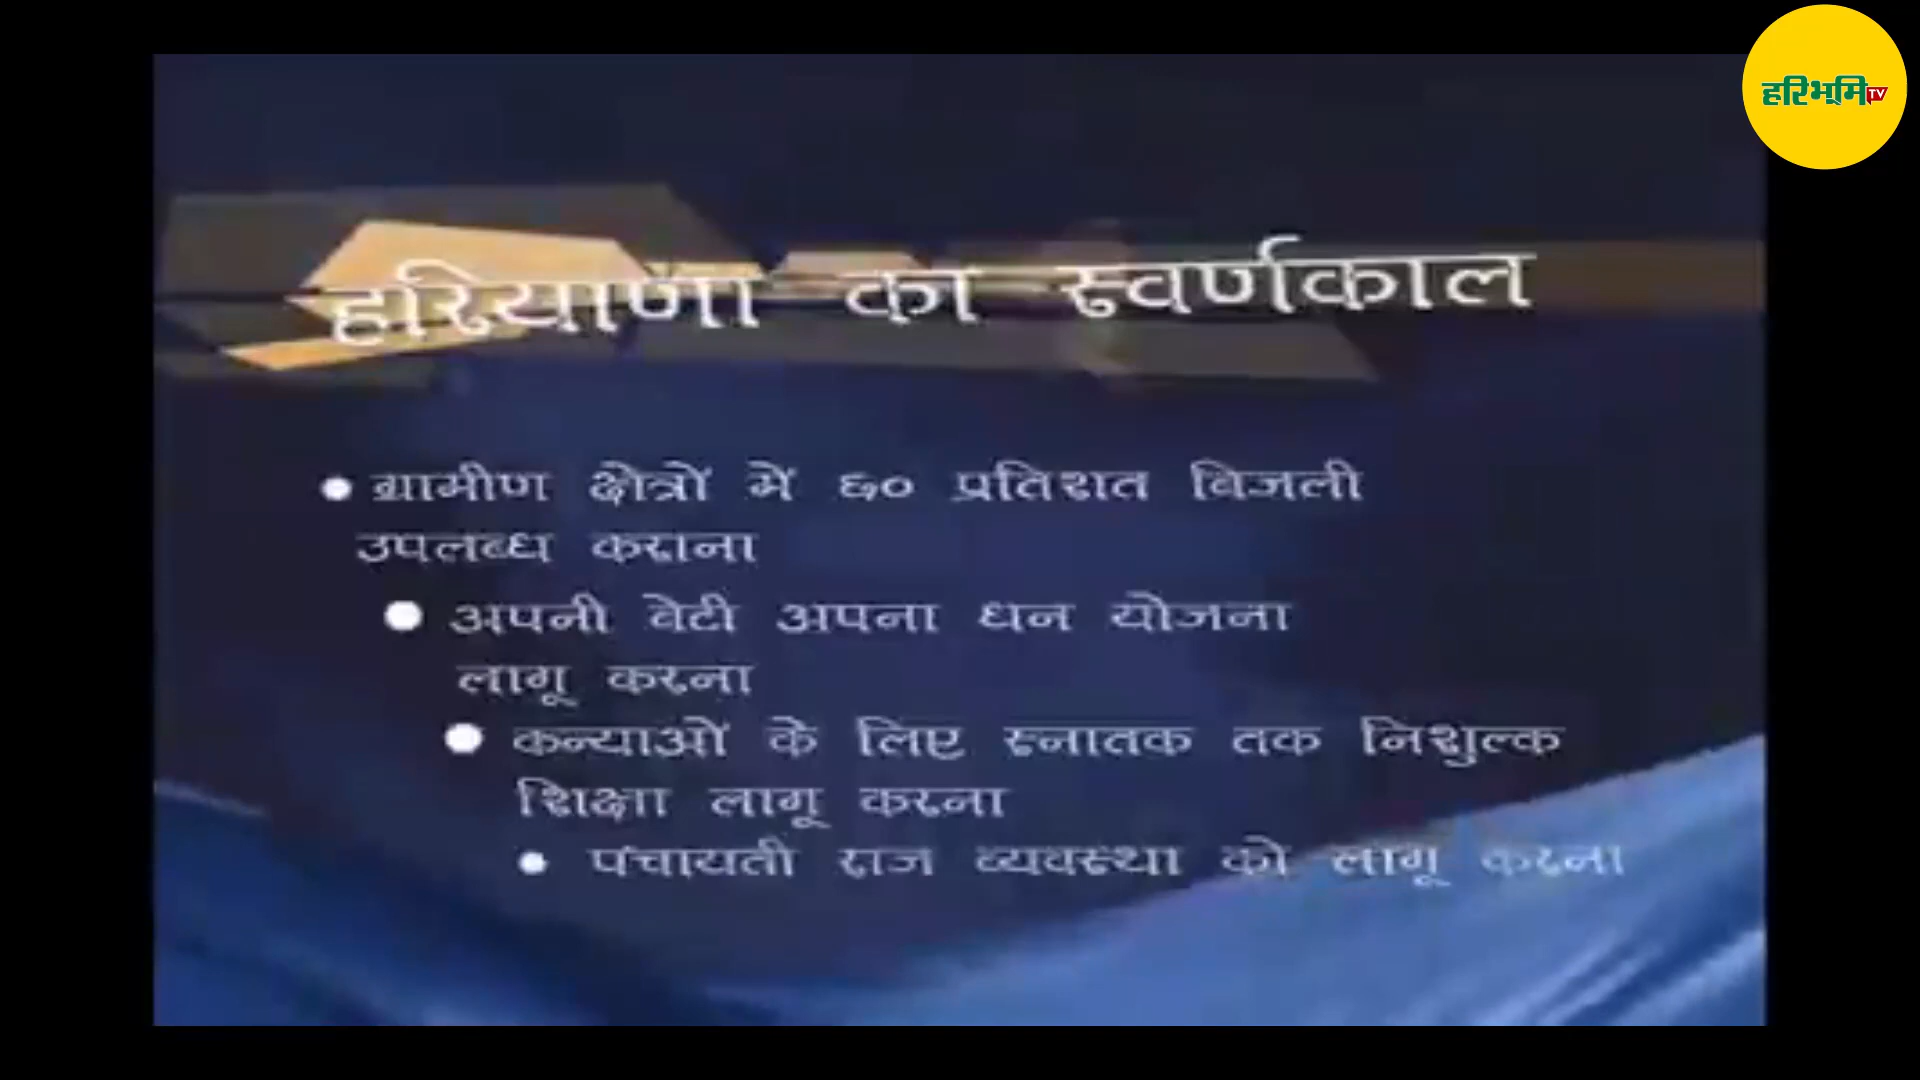 हरिभूमि TV
हरियाणा का स्वर्णकाल
ग्रामीण क्षेत्रों में ६० प्रतिशत बिजली
उपलब्ध कराना
अपनी बेटी अपना धन योजना
लागू करना
कन्याओं के लिए स्नातक तक निशुल्क
शिक्षा लागू करना
पंचायती राज व्यवस्था को लागू करना